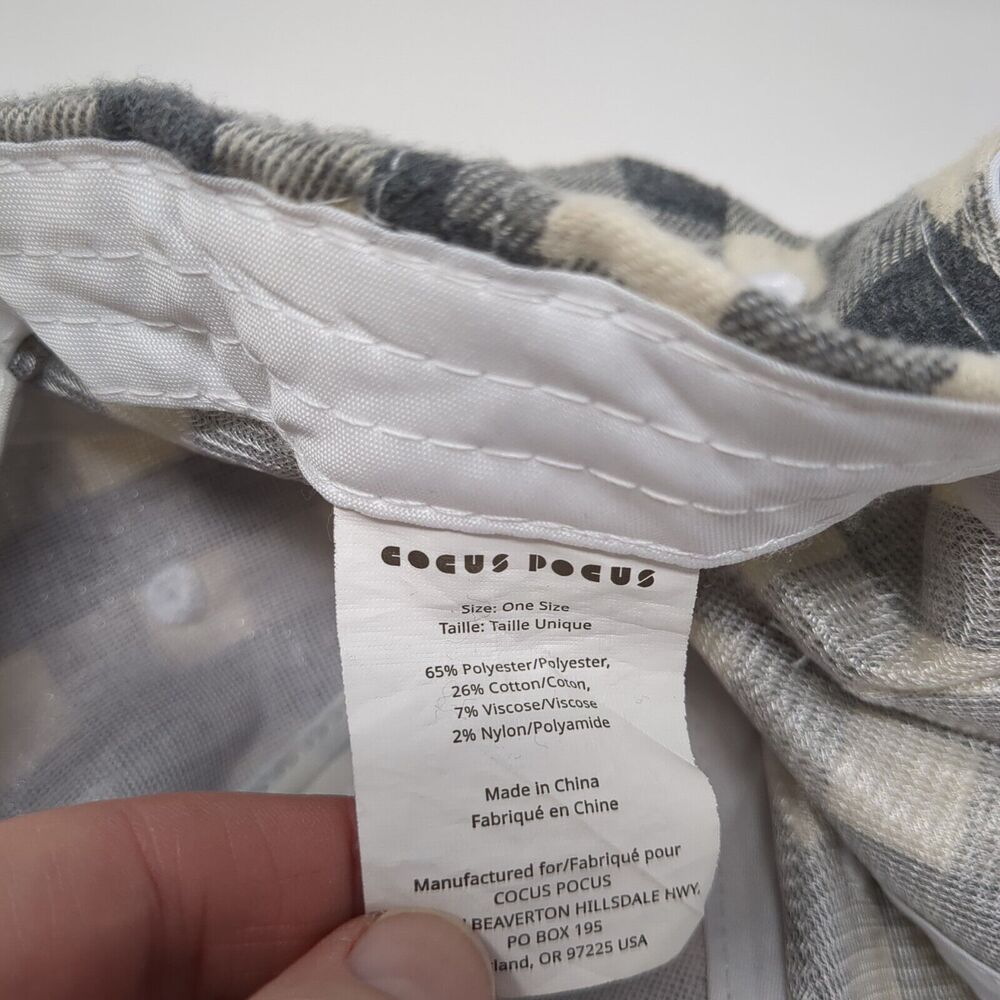 COCUS POCUS
Size: One Size
Taille: Taille Unique
65% Polyester/Polyester,
26% Cotton/Coton,
7% Viscose/Viscose
2% Nylon/Polyamide
Made in China
Fabriqué en Chine
Manufactured for/Fabriqué pour
COCUS POCUS
BEAVERTON HILLSDALE HWY,
PO BOX 195
land, OR 97225 USA